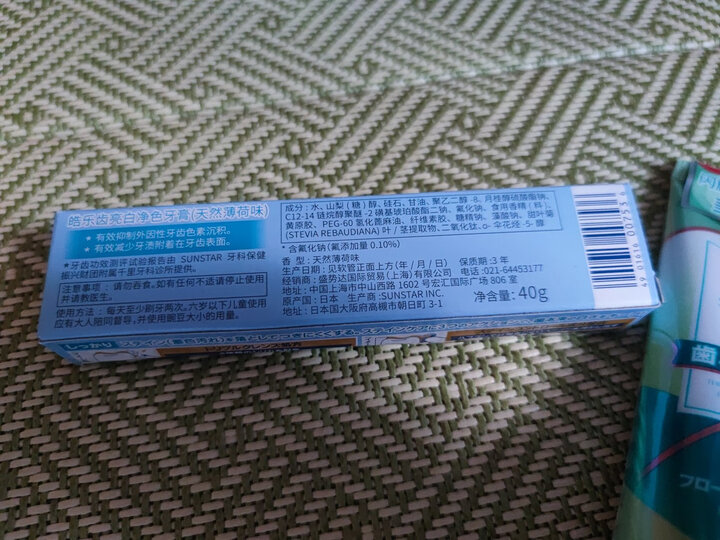 皓乐齿亮白净色牙膏(天然薄荷味)
★ 有效抑制外因性牙齿色素沉积。
★ 有效减少牙渍附着在牙齿表面。
★牙齿功效测评试验报告由 SUNSTAR 牙科保健
振兴财团附属千里牙科诊所提供。
注意事项：请勿吞食。如有任何不适请停止使用
并请教医生。
使用方法：每天至少刷牙两次。六岁以下儿童使用
应有大人陪同督导，并使用豌豆大小的用量。
成分：水、山梨（糖）醇、硅石、甘油、聚乙二醇 -8、月桂醇硫酸酯钠、
C12-14 链烷醇聚醚 -2 磺基琥珀酸酯二钠、氟化钠、食用香精（料）、
黄原胶、PEG-60 氢化蓖麻油、纤维素胶、糖精钠、藻酸钠、甜叶菊
(STEVIA REBAUDIANA) 叶 / 茎提取物、二氧化钛、o- 伞花烃 -5- 醇
* 含氟化钠(氟添加量 0.10%)
香 型：天然薄荷味
生产日期：见软管正面上方（年 / 月 / 日） 保质期：3 年
经销商：盛势达国际贸易(上海)有限公司 电话:021-64453177
地 址：上海市中山西路 1602 号宏汇国际广场 806 室
原产国：日本 生产商：SUNSTAR INC.
地 址：日本国大阪府高槻市朝日町 3-1
净含量: 40g
しっかり
フロー